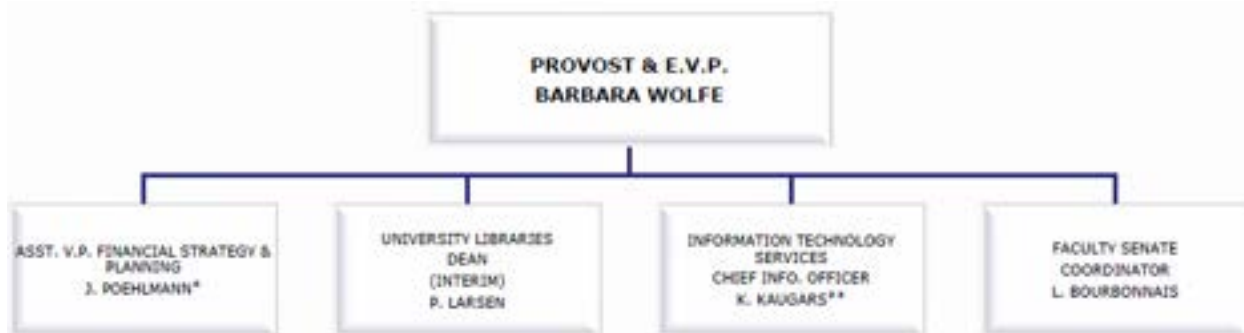 PROVOST & E.V.P.
BARBARA WOLFE
ASST. V.P. FINANCIAL STRATEGY &
PLANNING
J. POEHLMANN*
UNIVERSITY LIBRARIES
DEAN
(INTERIM)
P. LARSEN
INFORMATION TECHNOLOGY
SERVICES
CHIEF INFO. OFFICER
K. KAUGARS**
FACULTY SENATE
COORDINATOR
L. BOURBONNAIS